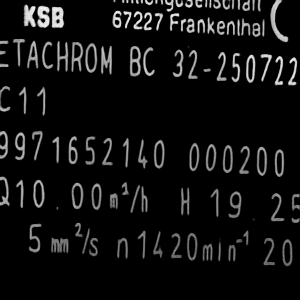 KSB
67227 Frankenthal
ETACHROM BC 32-250722
C11
9971652140 000200
Q10.00m³/h H 19.25
5 mm²/s n1420min⁻¹ 20